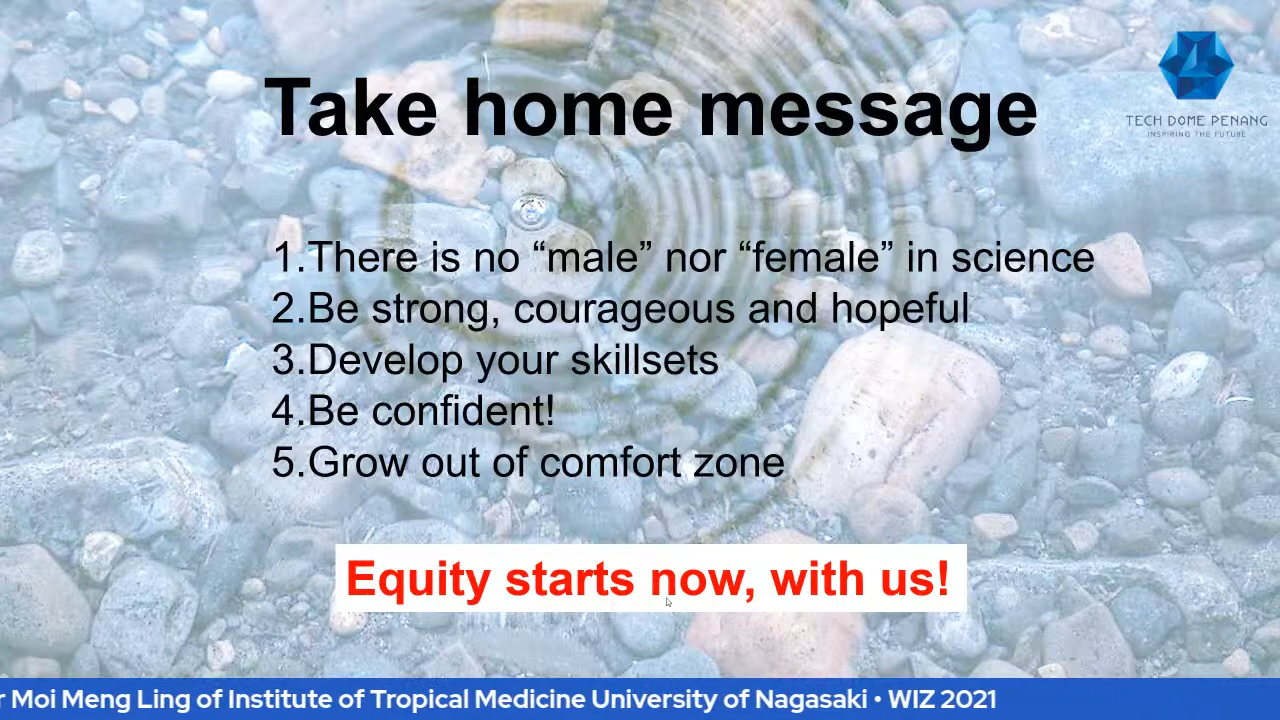 Take home message
TECH DOME PENANG
INSPIRING THE FUTURE
1.There is no “male” nor “female” in science
2.Be strong, courageous and hopeful
3.Develop your skillsets
4.Be confident!
5.Grow out of comfort zone
Equity starts now, with us!
r Moi Meng Ling of Institute of Tropical Medicine University of Nagasaki • WIZ 2021